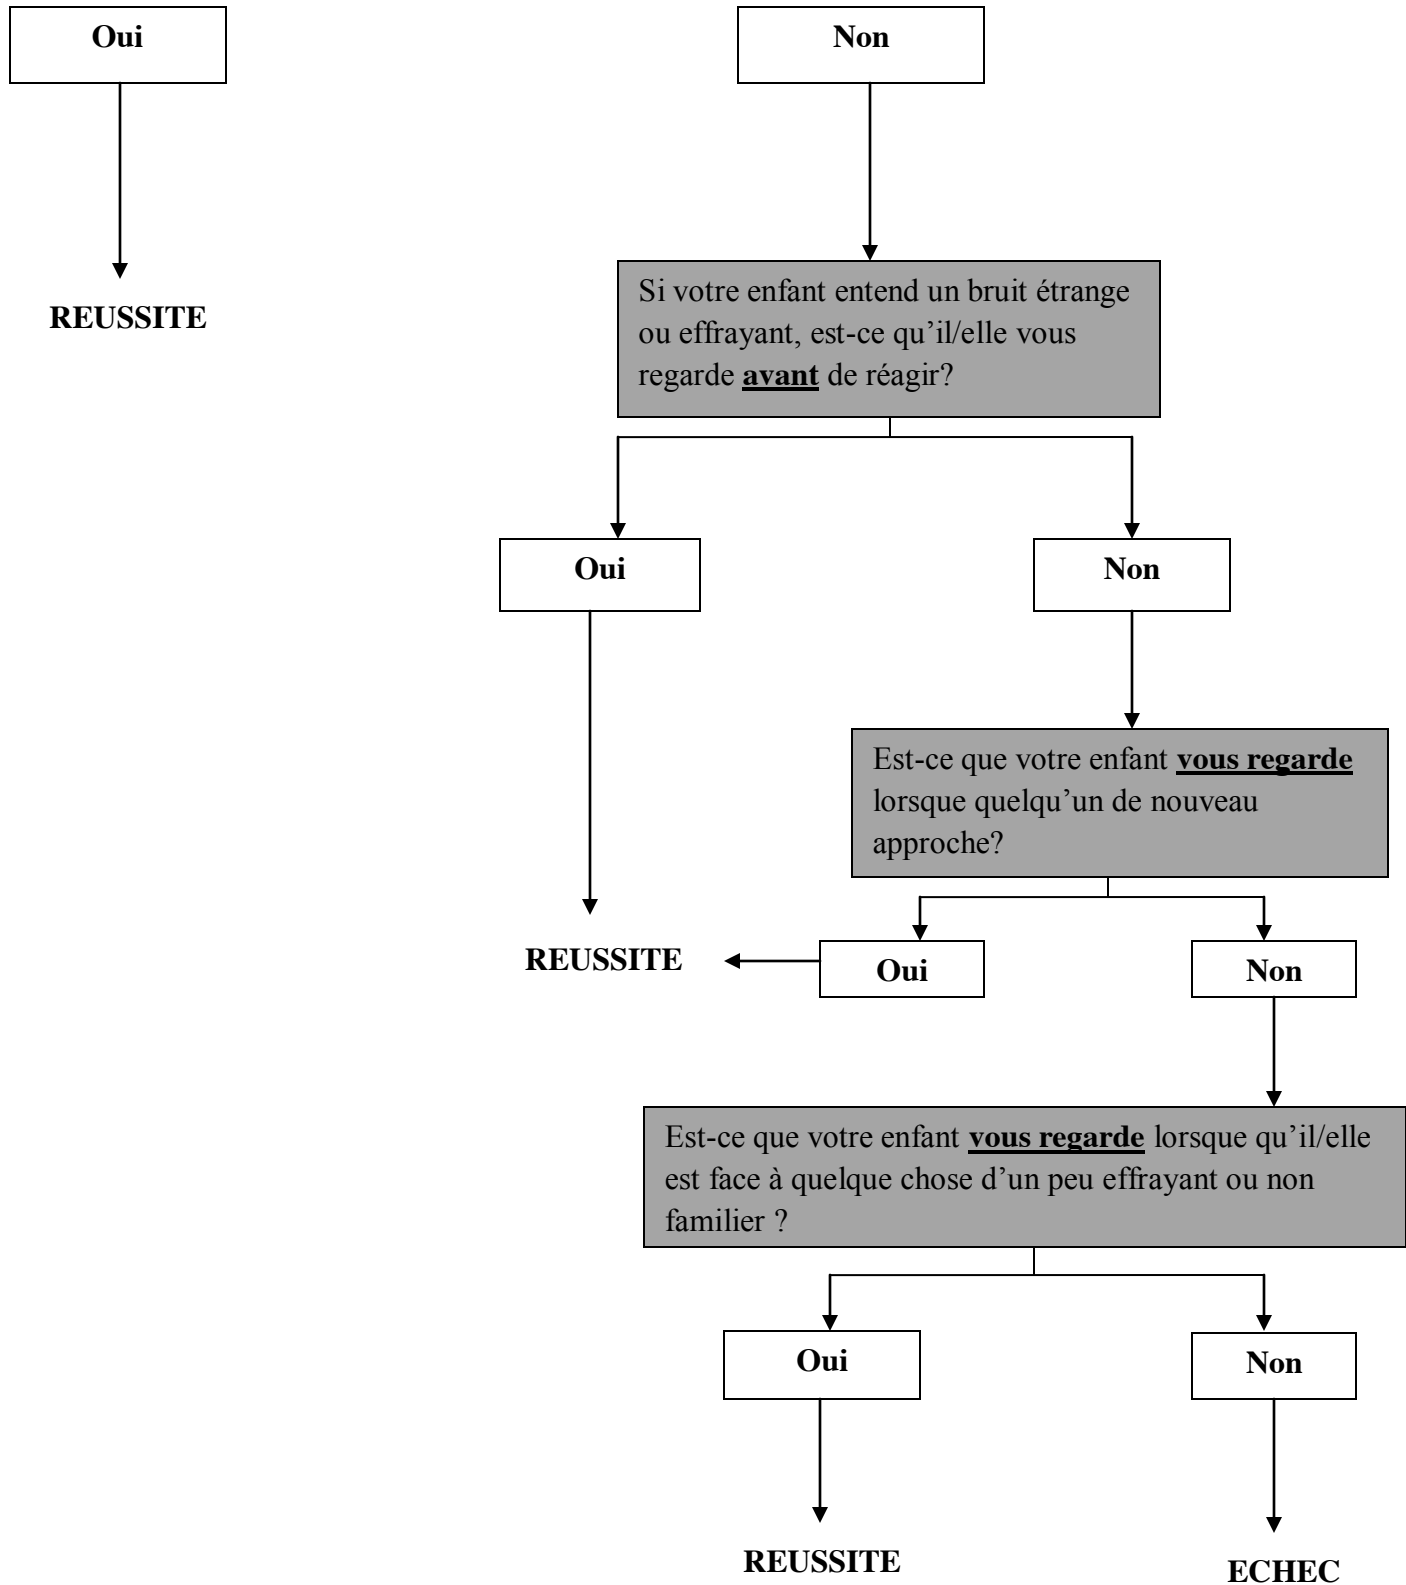 Oui
Non
REUSSITE
Si votre enfant entend un bruit étrange
ou effrayant, est-ce qu’il/elle vous
regarde avant de réagir?
Oui
Non
Est-ce que votre enfant vous regarde
lorsque quelqu’un de nouveau
approche?
REUSSITE
Oui
Non
Est-ce que votre enfant vous regarde lorsque qu’il/elle
est face à quelque chose d’un peu effrayant ou non
familier ?
Oui
Non
REUSSITE
ECHEC